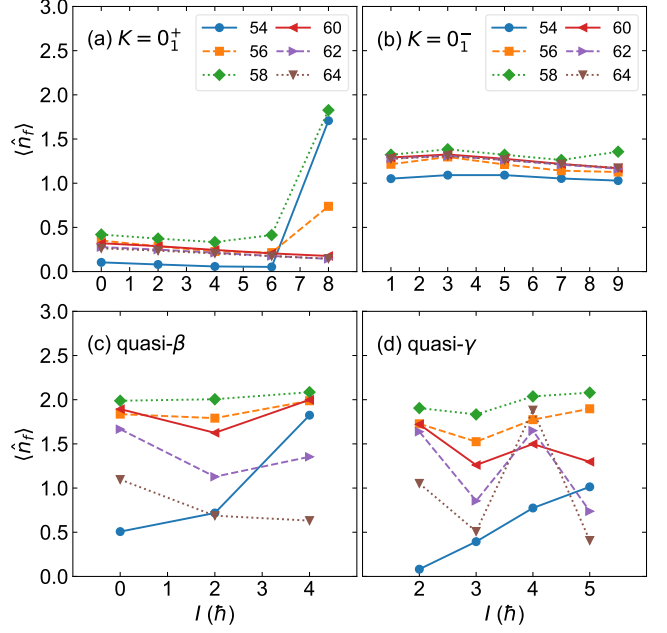 (a) K = 0₁⁺
54 60
56 62
58 64
(b) K = 0₁⁻
54 60
56 62
58 64
⟨n̂_f⟩
3.0
2.5
2.0
1.5
1.0
0.5
0.0
0 1 2 3 4 5 6 7 8
1 2 3 4 5 6 7 8 9
(c) quasi-β
(d) quasi-γ
⟨n̂_f⟩
3.0
2.5
2.0
1.5
1.0
0.5
0.0
0 1 2 3 4
2 3 4 5
I (ħ)
I (ħ)